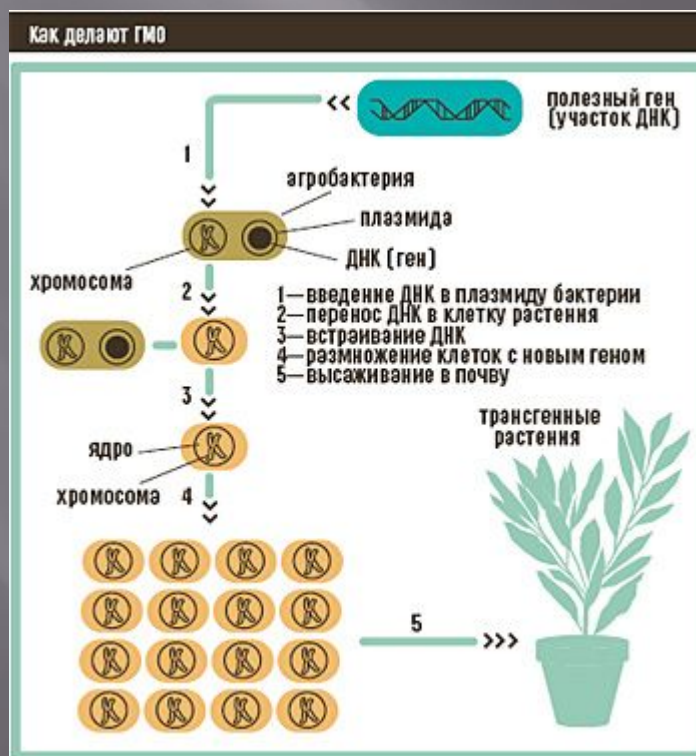 Как делают ГМО
полезный ген
(участок ДНК)
1
агробактерия
плазмида
ДНК (ген)
хромосома
2
1—введение ДНК в плазмиду бактерии
2—перенос ДНК в клетку растения
3—встраивание ДНК
4—размножение клеток с новым геном
5—высаживание в почву
3
трансгенные
растения
ядро
хромосома
4
5